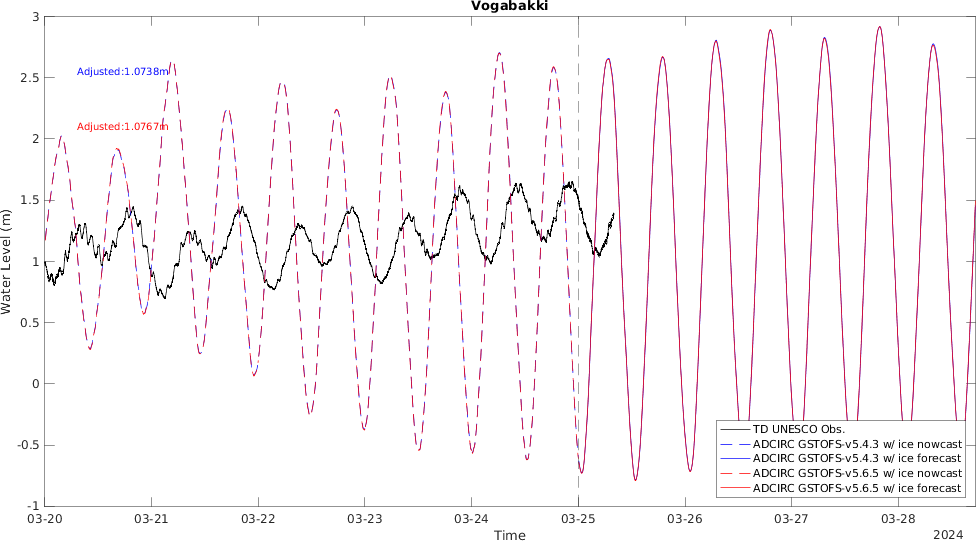 Vogabakki
3
2.5
2
1.5
1
0.5
0
-0.5
-1
Water Level (m)
Adjusted:1.0738m
Adjusted:1.0767m
TD UNESCO Obs.
ADCIRC GSTOFS-v5.4.3 w/ ice nowcast
ADCIRC GSTOFS-v5.4.3 w/ ice forecast
ADCIRC GSTOFS-v5.6.5 w/ ice nowcast
ADCIRC GSTOFS-v5.6.5 w/ ice forecast
03-20 03-21 03-22 03-23 03-24 03-25 03-26 03-27 03-28
Time
2024